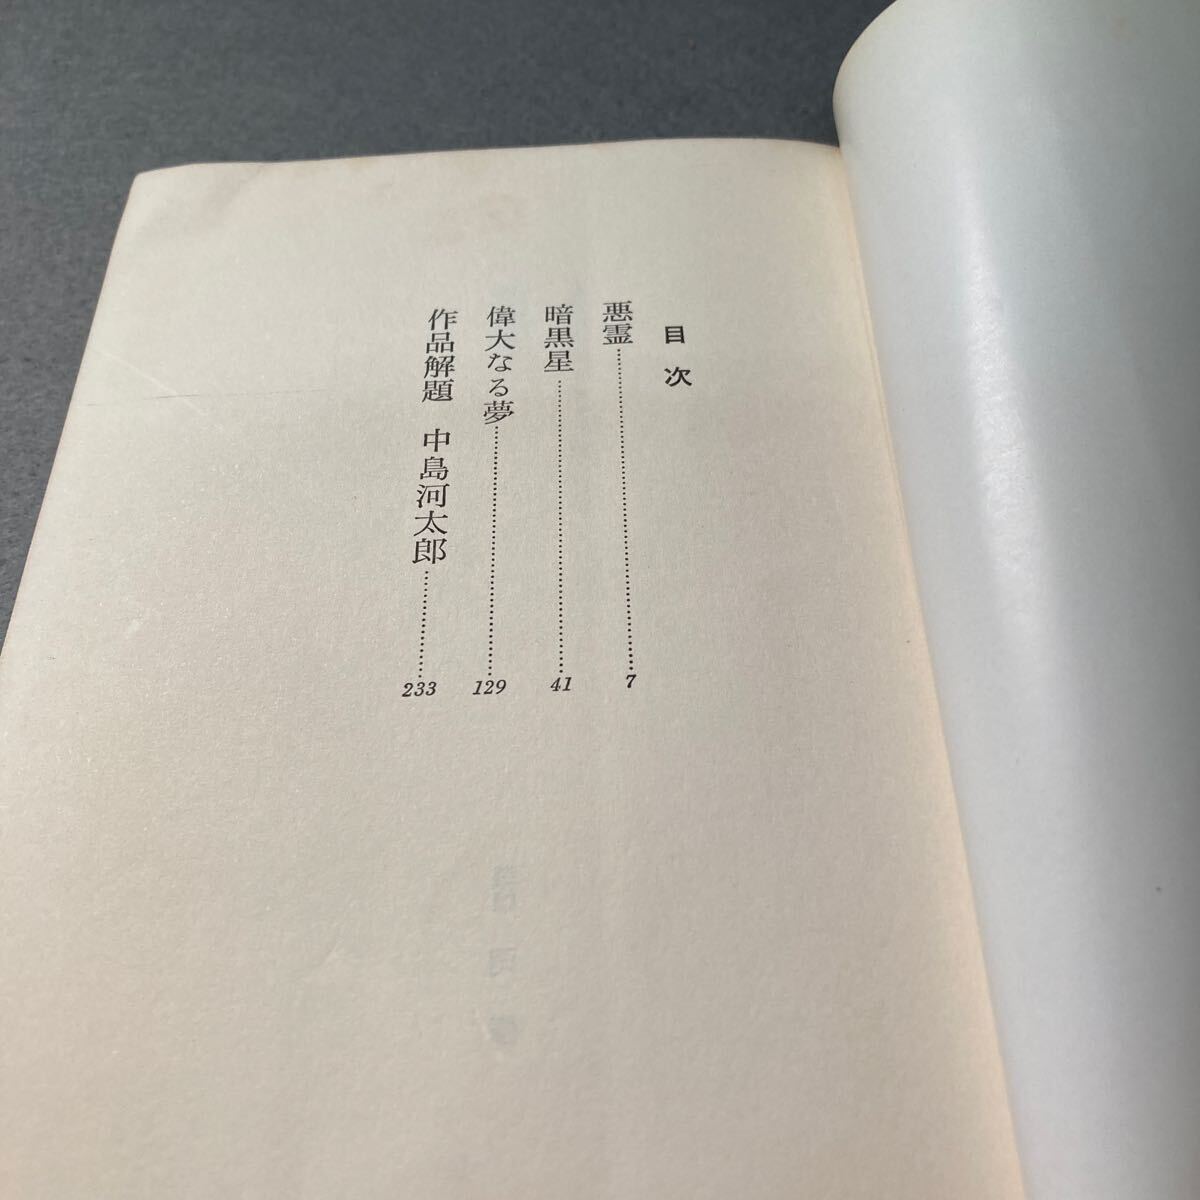 目次
悪霊……7
暗黒星……41
偉大なる夢……129
作品解題 中島河太郎……233